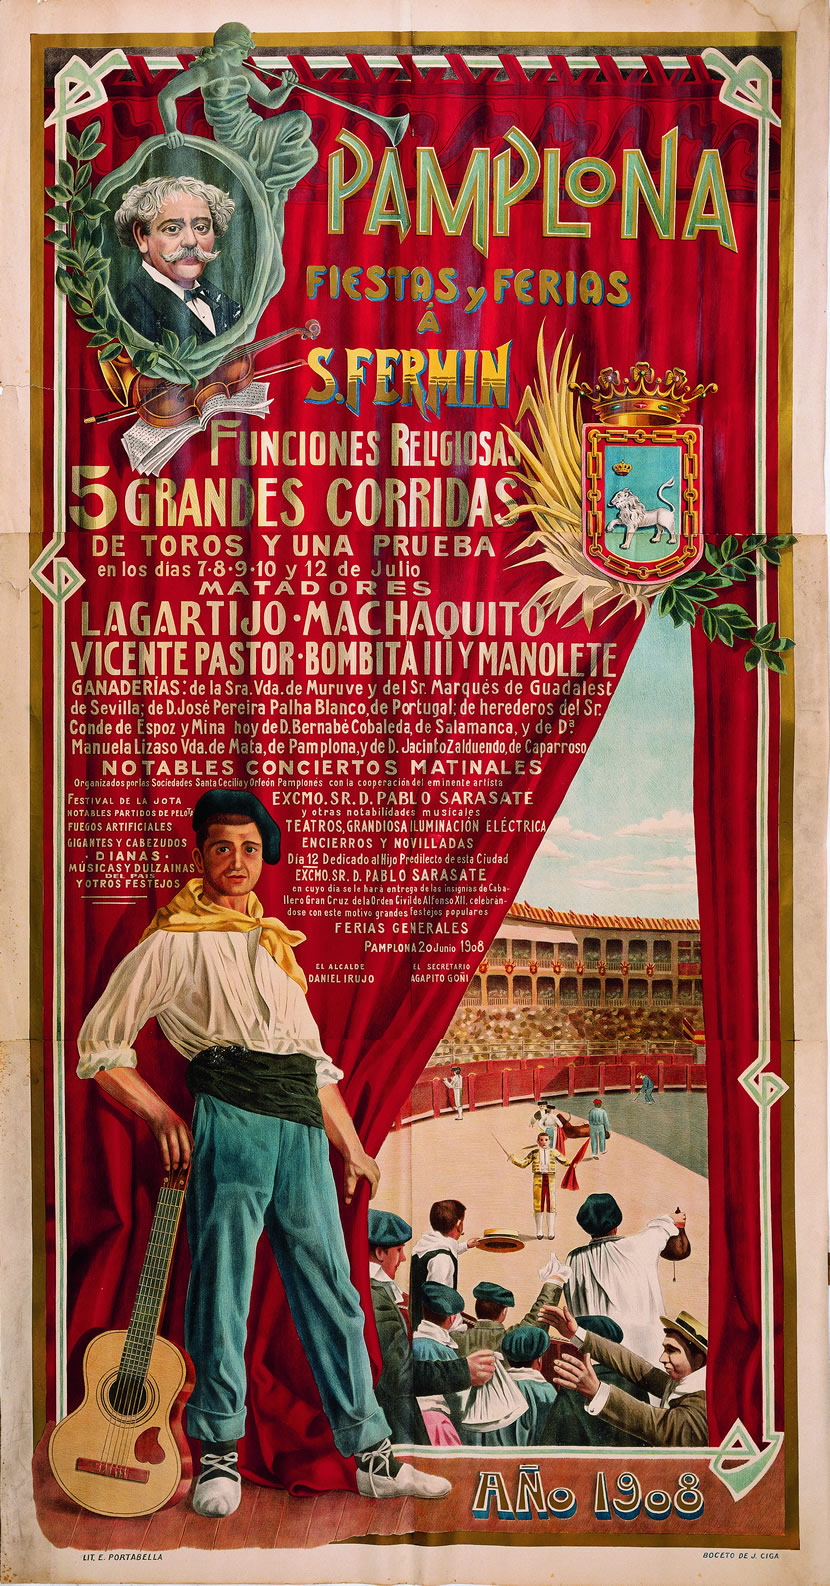 PAMPLONA
FIESTAS y FERIAS
Á
S. FERMIN
FUNCIONES RELIGIOSAS
5 GRANDES CORRIDAS
DE TOROS Y UNA PRUEBA
en los días 7·8·9·10 y 12 de Julio
MATADORES
LAGARTIJO·MACHAQUITO
VICENTE PASTOR·BOMBITA III Y MANOLETE
GANADERÍAS: de la Sra. Vda. de Muruve y del Sr. Marqués de Guadalest
de Sevilla; de D. José Pereira Palha Blanco, de Portugal; de herederos del Sr.
Conde de Espoz y Mina hoy de D. Bernabé Cobaleda, de Salamanca, y de Dª
Manuela Lizaso Vda. de Mata, de Pamplona, y de D. Jacinto Zalduendo, de Caparroso
NOTABLES CONCIERTOS MATINALES
Organizados por las Sociedades Santa Cecilia y Orfeón Pamplonés con la cooperación del eminente artista
EXCMO. SR. D. PABLO SARASATE
y otras notabilidades musicales
TEATROS, GRANDIOSA ILUMINACIÓN ELÉCTRICA
ENCIERROS Y NOVILLADAS
Día 12 Dedicado al Hijo Predilecto de esta Ciudad
EXCMO. SR. D. PABLO SARASATE
en cuyo día se le hará entrega de las insignias de Caba-
llero Gran Cruz de la Orden Civil de Alfonso XII, celebrán-
dose con este motivo grandes festejos populares
FERIAS GENERALES
PAMPLONA 20 Junio 1908
EL ALCALDE
DANIEL IRUJO
EL SECRETARIO
AGAPITO GOÑI
FESTIVAL DE LA JOTA
NOTABLES PARTIDOS DE PELOTA
FUEGOS ARTIFICIALES
GIGANTES Y CABEZUDOS
·DIANAS·
MÚSICAS Y DULZAINAS
DEL PAIS
Y OTROS FESTEJOS
AÑO 1908
LIT. E. PORTABELLA
BOCETO DE J. CIGA